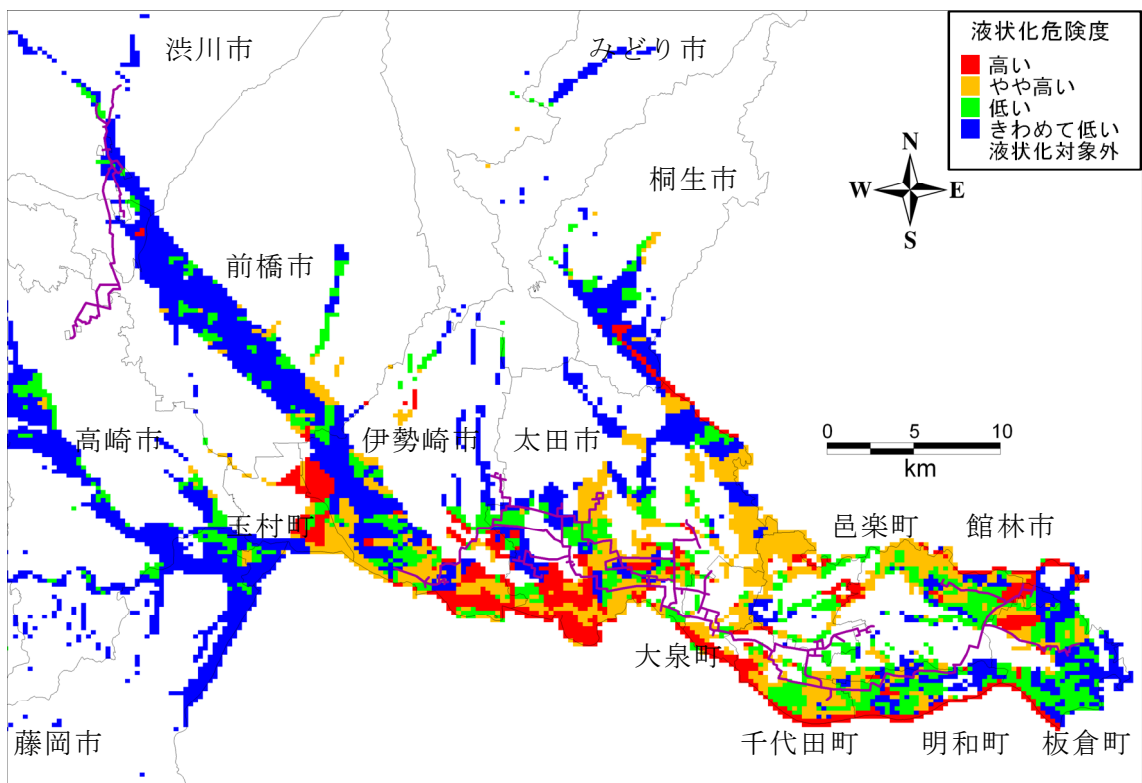 液状化危険度
高い
やや高い
低い
きわめて低い
液状化対象外
渋川市
みどり市
桐生市
N
W E
S
前橋市
高崎市
伊勢崎市
太田市
0 5 10
km
玉村町
邑楽町
館林市
大泉町
藤岡市
千代田町
明和町
板倉町